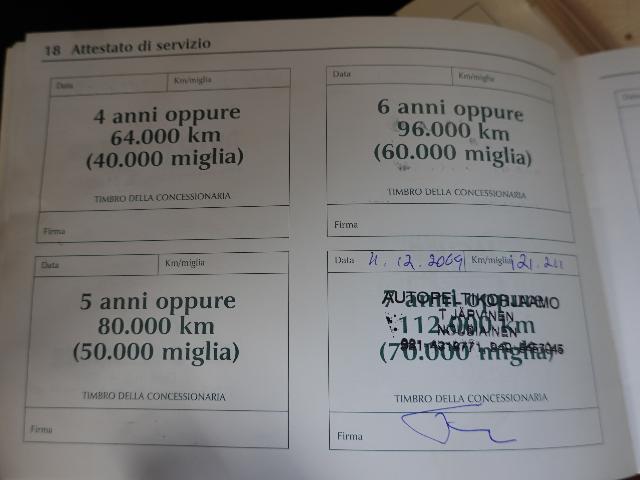 18 Attestato di servizio
Data Km/miglia
4 anni oppure
64.000 km
(40.000 miglia)
TIMBRO DELLA CONCESSIONARIA
Firma
Data Km/miglia
6 anni oppure
96.000 km
(60.000 miglia)
TIMBRO DELLA CONCESSIONARIA
Firma
Data Km/miglia
5 anni oppure
80.000 km
(50.000 miglia)
TIMBRO DELLA CONCESSIONARIA
Firma
Data 12.2009 Km/miglia
7 anni oppure
112.000 km
(70.000 miglia)
AUTOPELTIKORJAAMO
T JÄRVINEN
NOUSIAINEN
TIMBRO DELLA CONCESSIONARIA
Firma